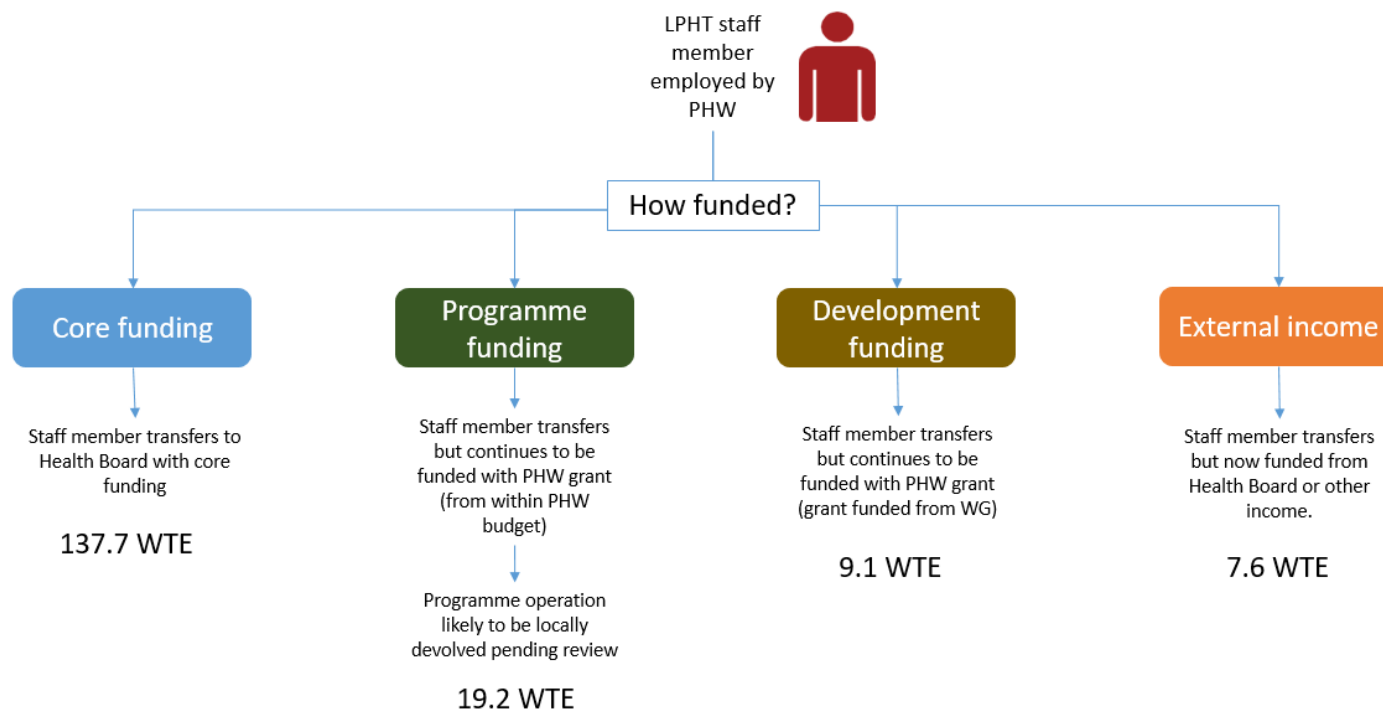 LPHT staff
member
employed by
PHW
How funded?
Core funding
Staff member transfers to
Health Board with core
funding
137.7 WTE
Programme
funding
Staff member transfers
but continues to be
funded with PHW grant
(from within PHW
budget)
Programme operation
likely to be locally
devolved pending review
19.2 WTE
Development
funding
Staff member transfers
but continues to be
funded with PHW grant
(grant funded from WG)
9.1 WTE
External income
Staff member transfers
but now funded from
Health Board or other
income.
7.6 WTE